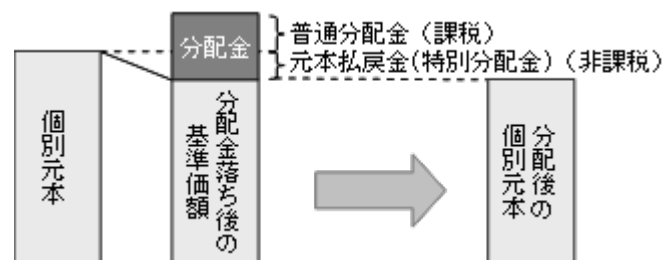 分配金
普通分配金（課税）
元本払戻金(特別分配金)（非課税）
個別元本
分配金落ち後の
基準価額
分配後の
個別元本